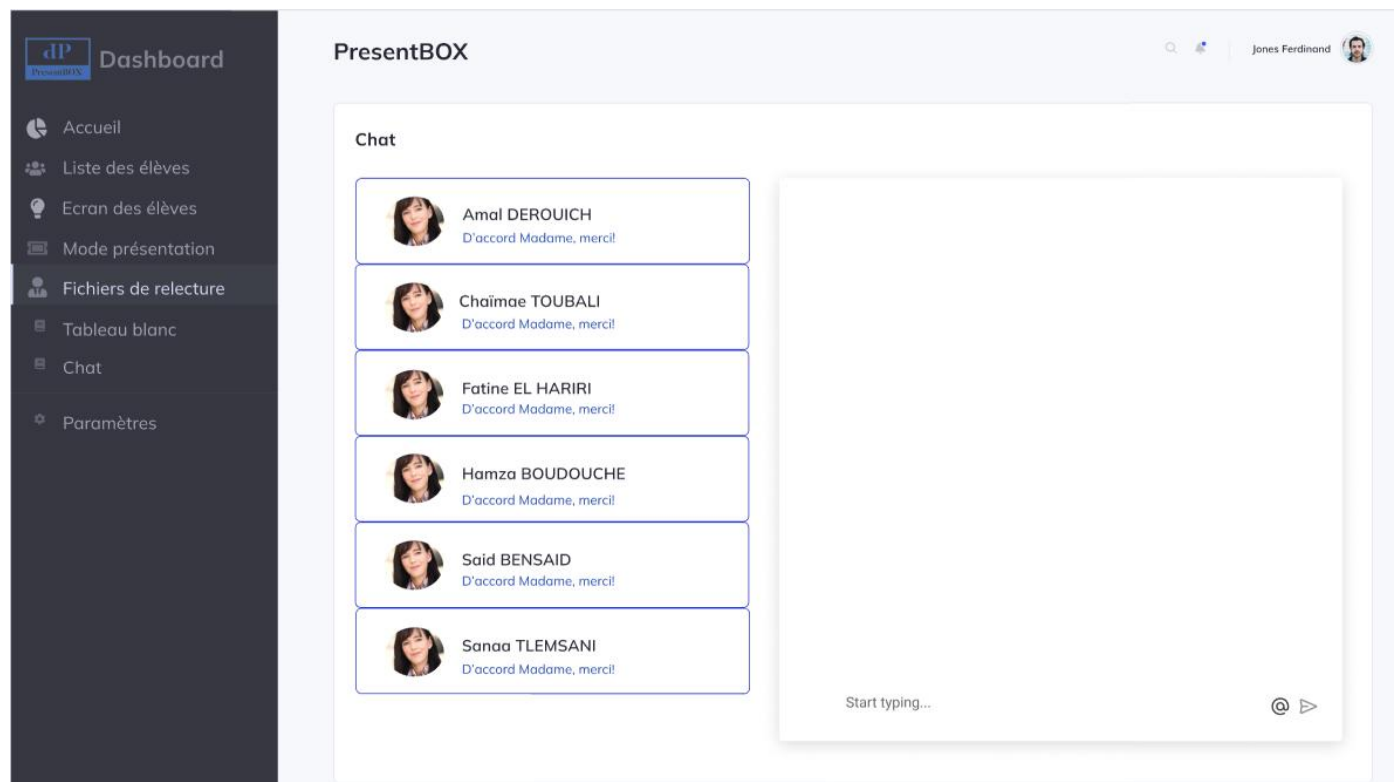 dP
PresentBOX
Dashboard
Accueil
Liste des élèves
Ecran des élèves
Mode présentation
Fichiers de relecture
Tableau blanc
Chat
Paramètres
PresentBOX
Jones Ferdinand
Chat
Amal DEROUICH
D'accord Madame, merci!
Chaïmae TOUBALI
D'accord Madame, merci!
Fatine EL HARIRI
D'accord Madame, merci!
Hamza BOUDOUCHE
D'accord Madame, merci!
Said BENSAID
D'accord Madame, merci!
Sanaa TLEMSANI
D'accord Madame, merci!
Start typing...
@